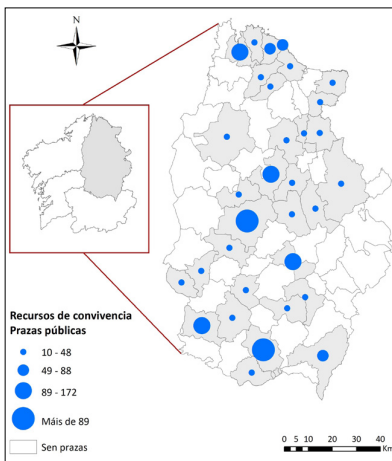 N
Recursos de convivencia
Prazas públicas
10 - 48
49 - 88
89 - 172
Máis de 89
Sen prazas
0 5 10 20 30 40
Km